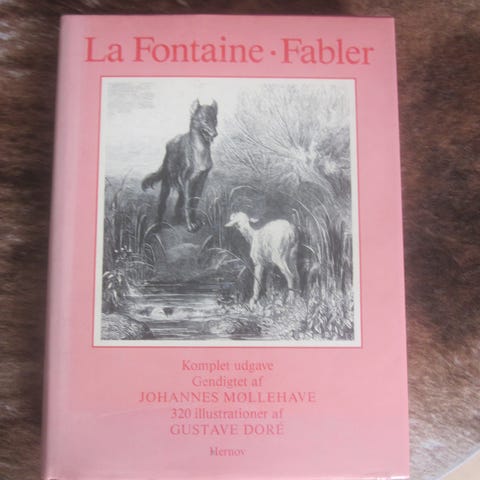 La Fontaine · Fabler
Komplet udgave
Gendigtet af
JOHANNES MØLLEHAVE
320 illustrationer af
GUSTAVE DORÉ
Hernov